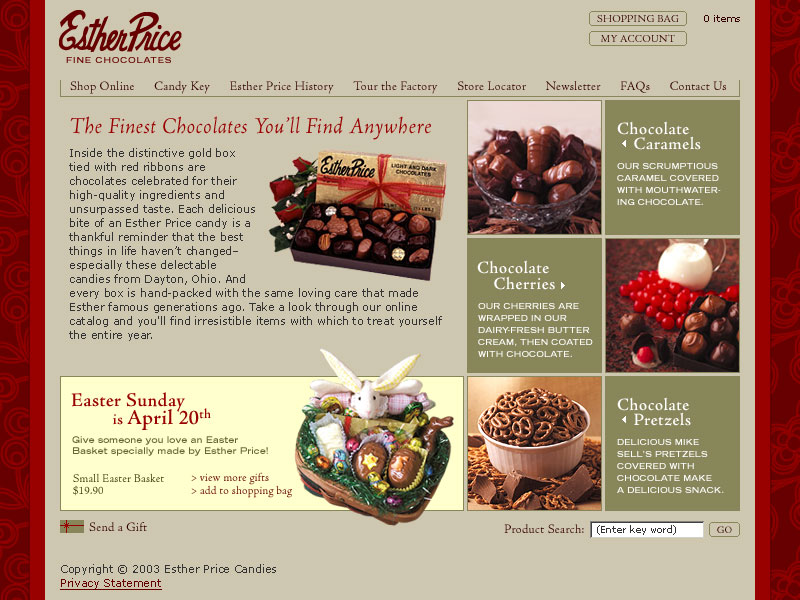 Esther Price
FINE CHOCOLATES
SHOPPING BAG
0 items
MY ACCOUNT
Shop Online
Candy Key
Esther Price History
Tour the Factory
Store Locator
Newsletter
FAQs
Contact Us
The Finest Chocolates You'll Find Anywhere
Inside the distinctive gold box
tied with red ribbons are
chocolates celebrated for their
high-quality ingredients and
unsurpassed taste. Each delicious
bite of an Esther Price candy is a
thankful reminder that the best
things in life haven't changed–
especially these delectable
candies from Dayton, Ohio. And
every box is hand-packed with the same loving care that made
Esther famous generations ago. Take a look through our online
catalog and you'll find irresistible items with which to treat yourself
the entire year.
Esther Price
LIGHT AND DARK
CHOCOLATES
Chocolate
Caramels
OUR SCRUMPTIOUS
CARAMEL COVERED
WITH MOUTHWATER-
ING CHOCOLATE.
Chocolate
Cherries
OUR CHERRIES ARE
WRAPPED IN OUR
DAIRY-FRESH BUTTER
CREAM, THEN COATED
WITH CHOCOLATE.
Easter Sunday
is April 20th
Give someone you love an Easter
Basket specially made by Esther Price!
Small Easter Basket
$19.90
> view more gifts
> add to shopping bag
Chocolate
Pretzels
DELICIOUS MIKE
SELL'S PRETZELS
COVERED WITH
CHOCOLATE MAKE
A DELICIOUS SNACK.
Send a Gift
Product Search:
(Enter key word)
GO
Copyright © 2003 Esther Price Candies
Privacy Statement